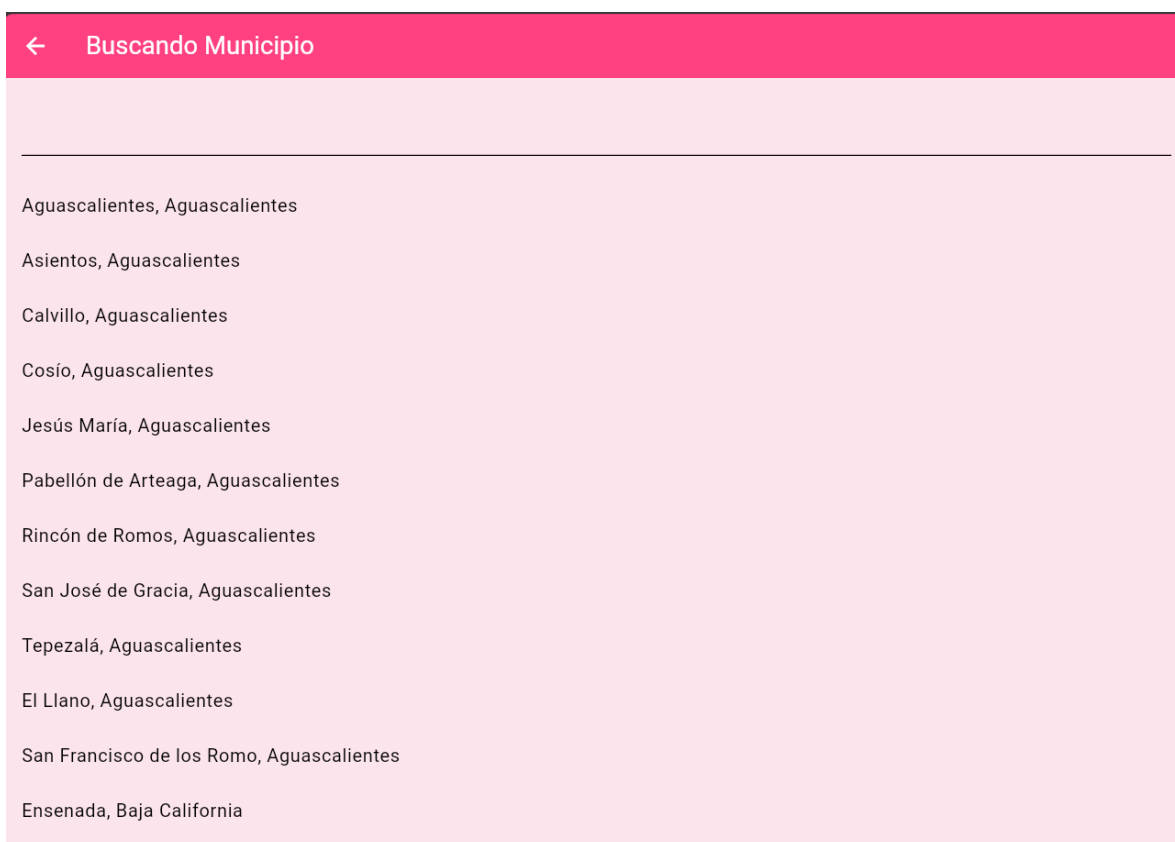 Buscando Municipio
Aguascalientes, Aguascalientes
Asientos, Aguascalientes
Calvillo, Aguascalientes
Cosío, Aguascalientes
Jesús María, Aguascalientes
Pabellón de Arteaga, Aguascalientes
Rincón de Romos, Aguascalientes
San José de Gracia, Aguascalientes
Tepezalá, Aguascalientes
El Llano, Aguascalientes
San Francisco de los Romo, Aguascalientes
Ensenada, Baja California